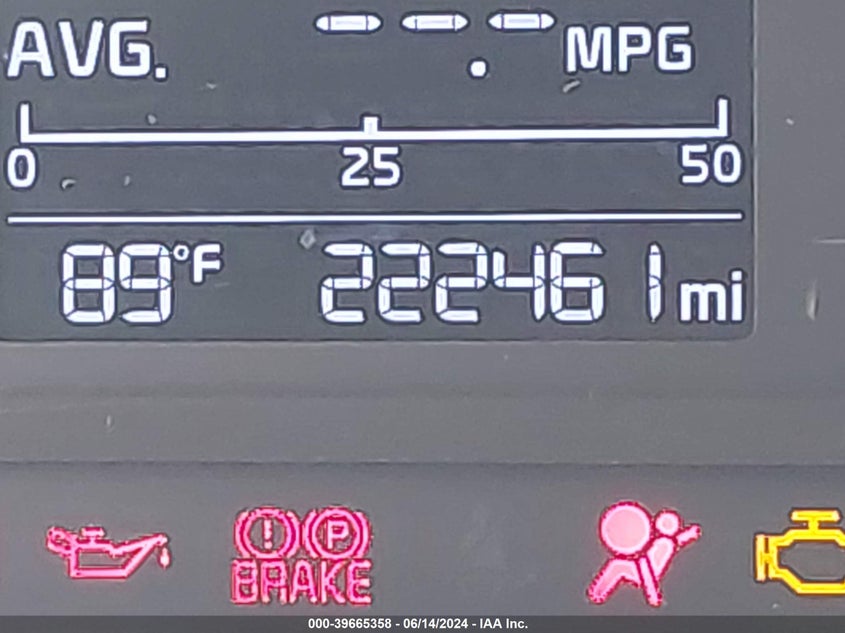 AVG. --.- MPG
0 25 50
89°F 222461 mi
! P
BRAKE
000-39665358 - 06/14/2024 - IAA Inc.